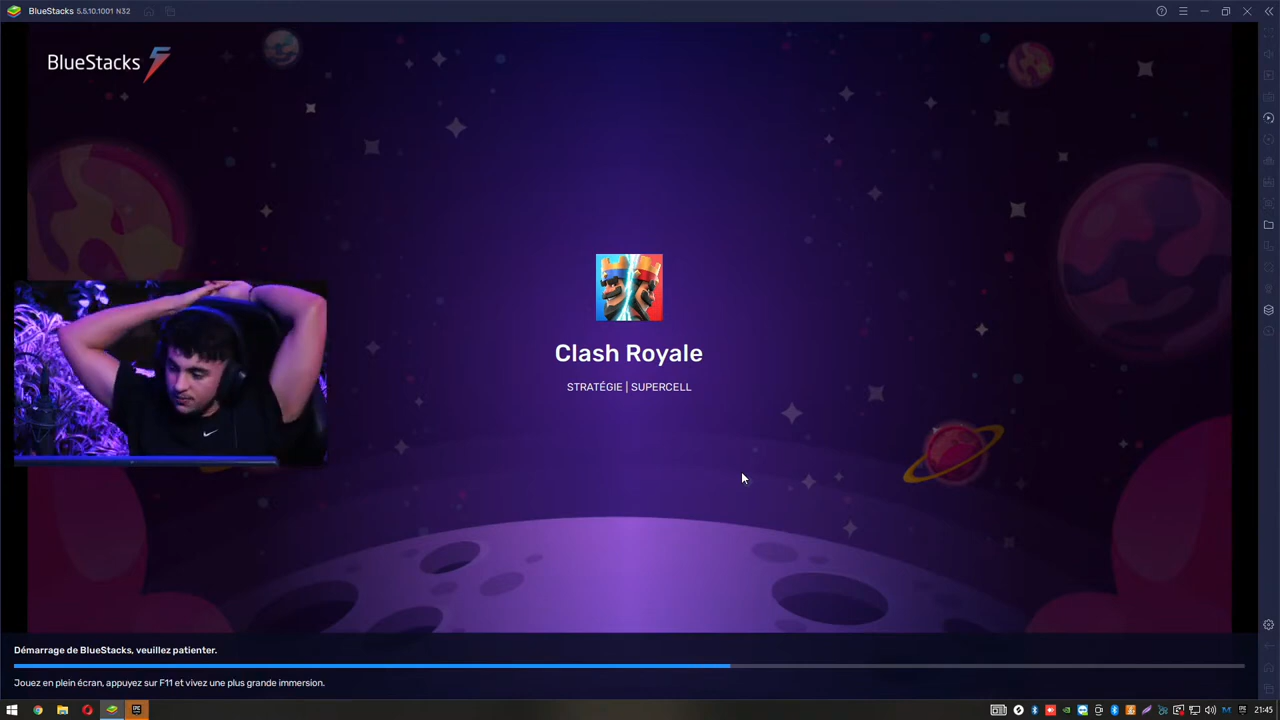 BlueStacks 5.5.10.1001 N32
BlueStacks
Clash Royale
STRATÉGIE | SUPERCELL
Démarrage de BlueStacks, veuillez patienter.
Jouez en plein écran, appuyez sur F11 et vivez une plus grande immersion.
21:45